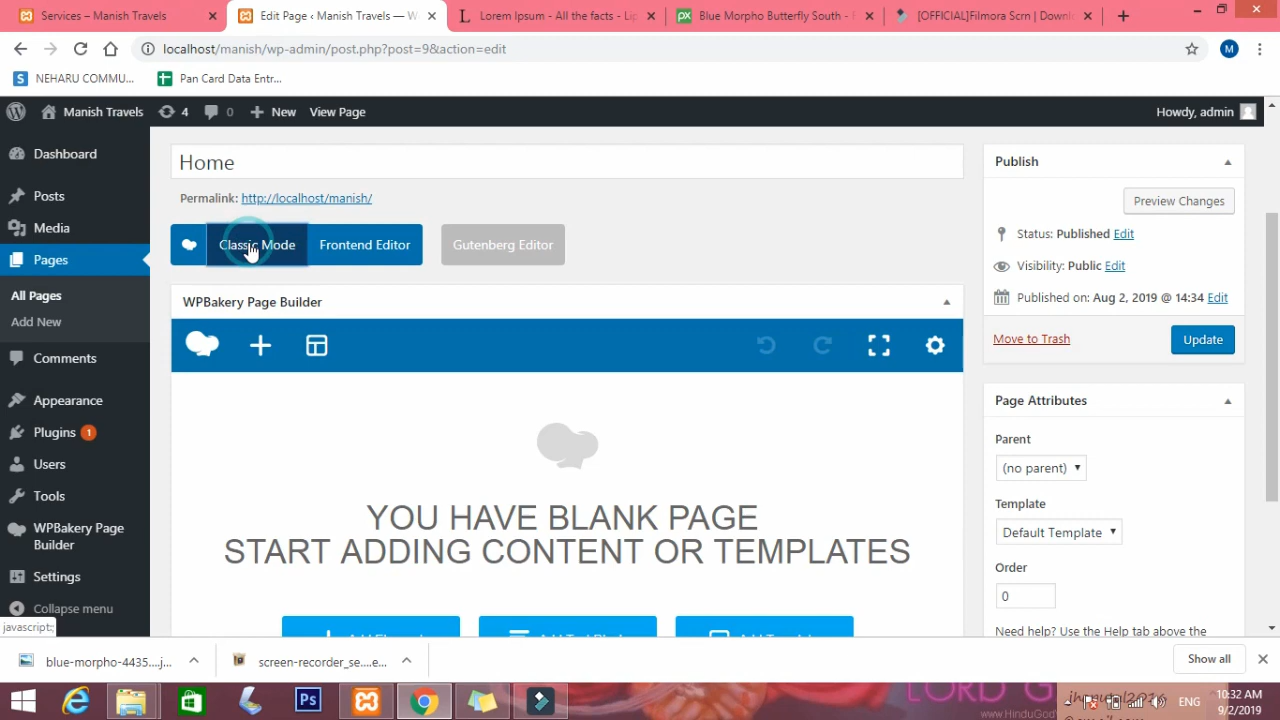 Services – Manish Travels
Edit Page ‹ Manish Travels — W
Lorem Ipsum - All the facts - Lip
Blue Morpho Butterfly South - F
[OFFICIAL]Filmora Scrn | Downl
localhost/manish/wp-admin/post.php?post=9&action=edit
M
NEHARU COMMU...
Pan Card Data Entr...
Manish Travels
4
0
New
View Page
Howdy, admin
Dashboard
Posts
Media
Pages
All Pages
Add New
Comments
Appearance
Plugins 1
Users
Tools
WPBakery Page
Builder
Settings
Collapse menu
javascript:;
Home
Permalink: http://localhost/manish/
Classic Mode
Frontend Editor
Gutenberg Editor
WPBakery Page Builder
YOU HAVE BLANK PAGE
START ADDING CONTENT OR TEMPLATES
Publish
Preview Changes
Status: Published Edit
Visibility: Public Edit
Published on: Aug 2, 2019 @ 14:34 Edit
Move to Trash
Update
Page Attributes
Parent
(no parent)
Template
Default Template
Order
0
Need help? Use the Help tab above the
blue-morpho-4435....j...
screen-recorder_se....e...
Show all
Ps
LORD G
www.HinduGod
ENG
10:32 AM
9/2/2019